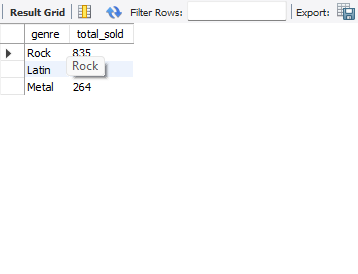 Result Grid Filter Rows: Export:
genre total_sold
Rock 835
Latin
Rock
Metal 264